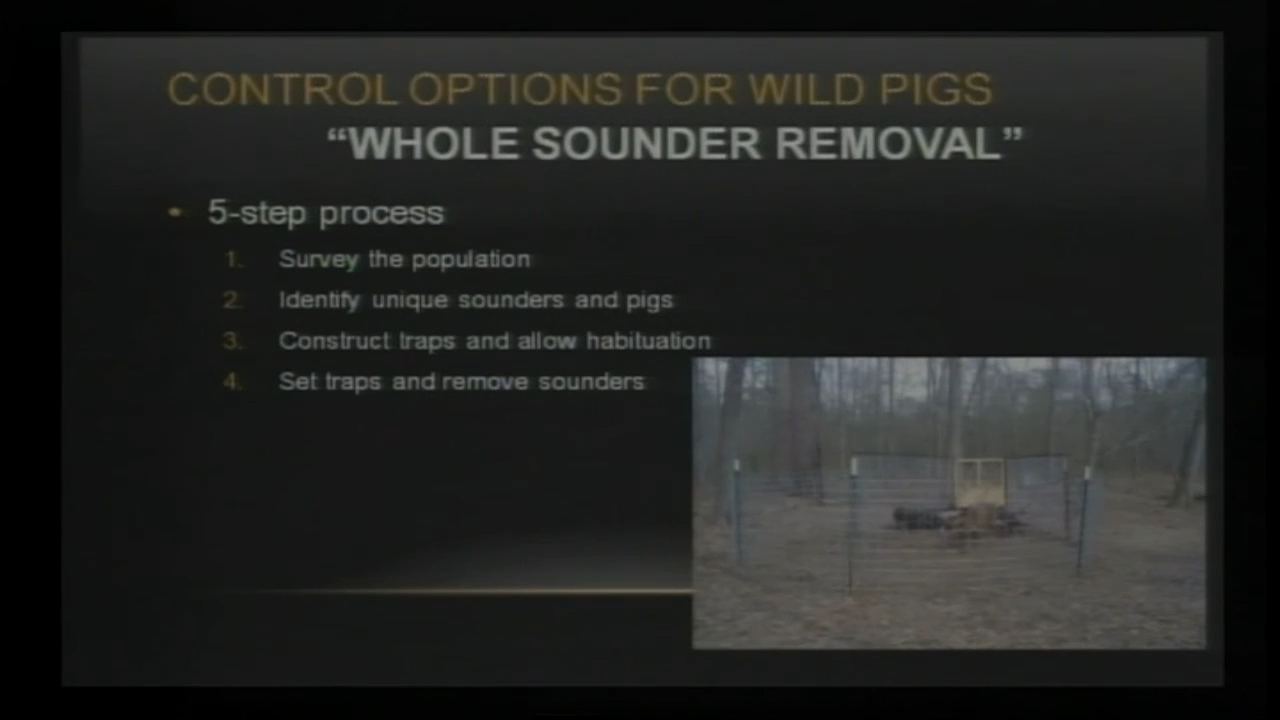 CONTROL OPTIONS FOR WILD PIGS
“WHOLE SOUNDER REMOVAL”
• 5-step process
1. Survey the population
2. Identify unique sounders and pigs
3. Construct traps and allow habituation
4. Set traps and remove sounders